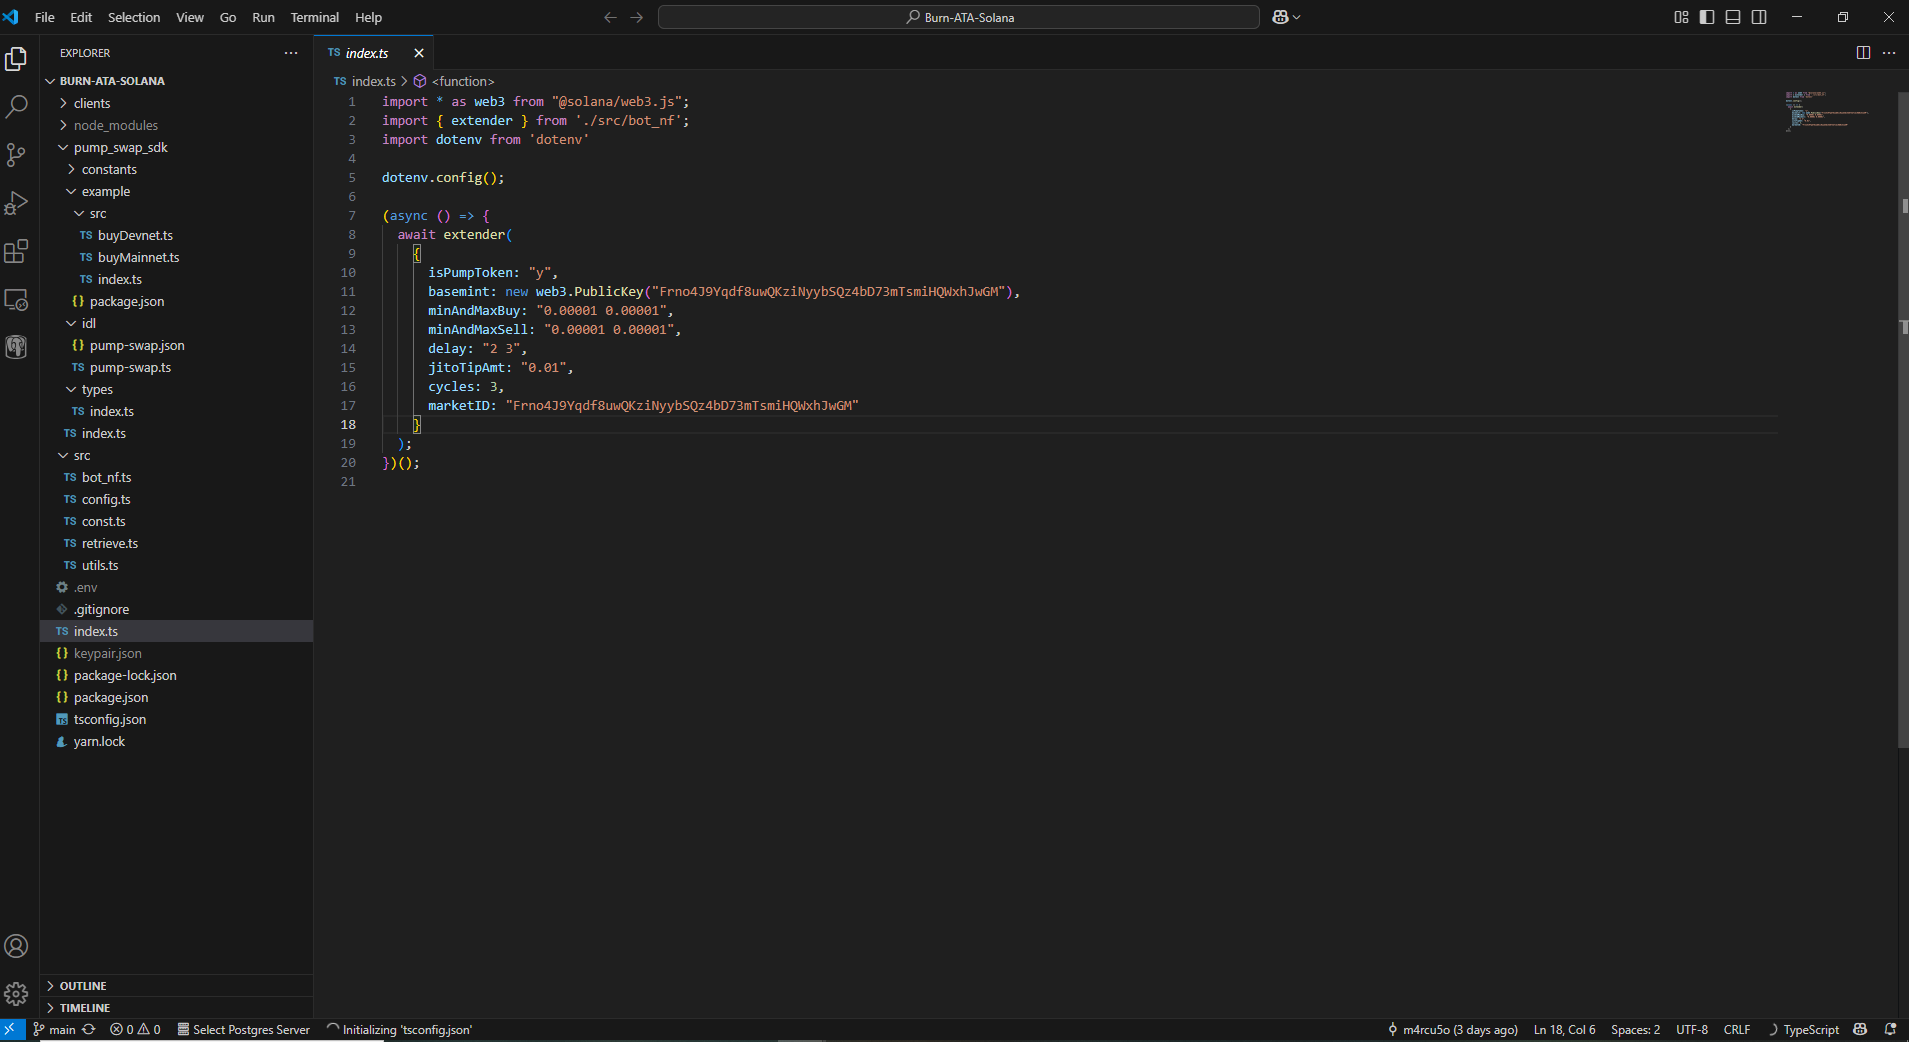 File Edit Selection View Go Run Terminal Help
Burn-ATA-Solana
EXPLORER
BURN-ATA-SOLANA
clients
node_modules
pump_swap_sdk
constants
example
src
TS buyDevnet.ts
TS buyMainnet.ts
TS index.ts
{} package.json
idl
{} pump-swap.json
TS pump-swap.ts
types
TS index.ts
TS index.ts
src
TS bot_nf.ts
TS config.ts
TS const.ts
TS retrieve.ts
TS utils.ts
.env
.gitignore
TS index.ts
{} keypair.json
{} package-lock.json
{} package.json
TS tsconfig.json
yarn.lock
OUTLINE
TIMELINE
TS index.ts
TS index.ts > <function>
1 import * as web3 from "@solana/web3.js";
2 import { extender } from './src/bot_nf';
3 import dotenv from 'dotenv'
4
5 dotenv.config();
6
7 (async () => {
8 await extender(
9 {
10 isPumpToken: "y",
11 basemint: new web3.PublicKey("Frno4J9Yqdf8uwQKziNyybSQz4bD73mTsmiHQWxhJwGM"),
12 minAndMaxBuy: "0.00001 0.00001",
13 minAndMaxSell: "0.00001 0.00001",
14 delay: "2 3",
15 jitoTipAmt: "0.01",
16 cycles: 3,
17 marketID: "Frno4J9Yqdf8uwQKziNyybSQz4bD73mTsmiHQWxhJwGM"
18 }
19 );
20 })();
21
main 0 0 Select Postgres Server Initializing 'tsconfig.json' m4rcu5o (3 days ago) Ln 18, Col 6 Spaces: 2 UTF-8 CRLF TypeScript